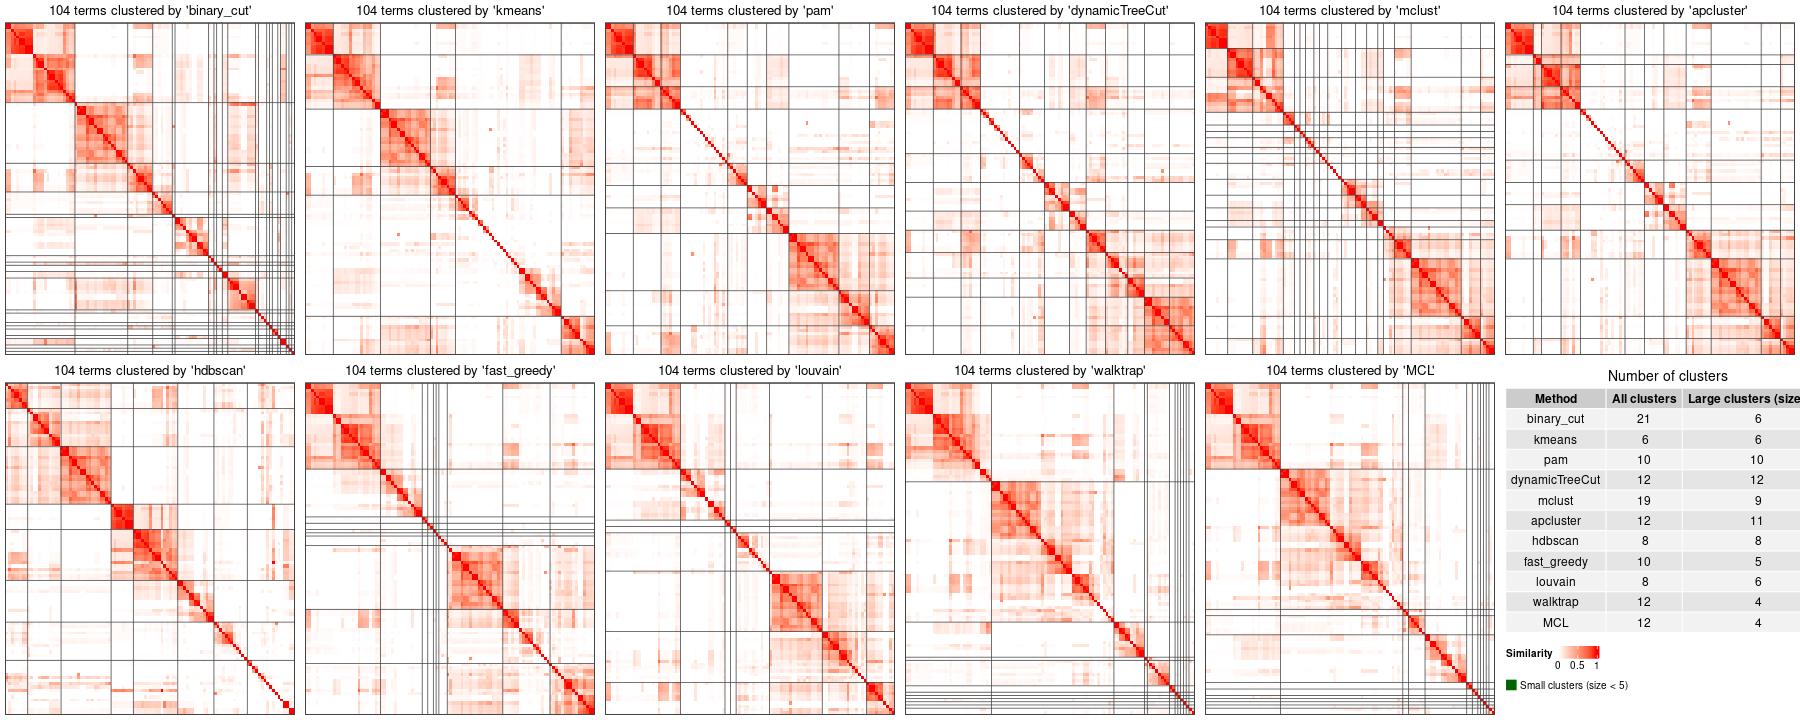 104 terms clustered by 'binary_cut'
104 terms clustered by 'kmeans'
104 terms clustered by 'pam'
104 terms clustered by 'dynamicTreeCut'
104 terms clustered by 'mclust'
104 terms clustered by 'apcluster'
104 terms clustered by 'hdbscan'
104 terms clustered by 'fast_greedy'
104 terms clustered by 'louvain'
104 terms clustered by 'walktrap'
104 terms clustered by 'MCL'
Number of clusters
Method All clusters Large clusters (size
binary_cut 21 6
kmeans 6 6
pam 10 10
dynamicTreeCut 12 12
mclust 19 9
apcluster 12 11
hdbscan 8 8
fast_greedy 10 5
louvain 8 6
walktrap 12 4
MCL 12 4
Similarity
0 0.5 1
Small clusters (size < 5)